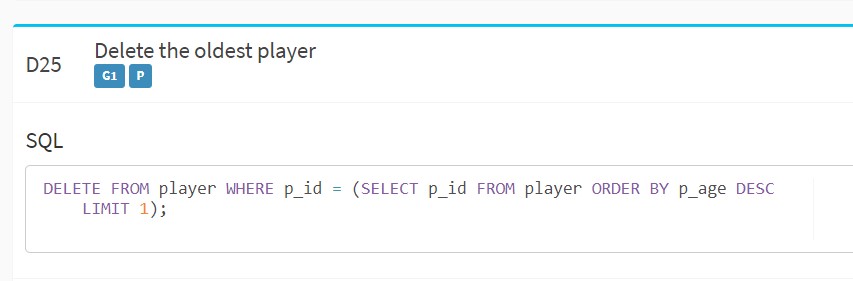 Delete the oldest player
D25
G1 P
SQL
DELETE FROM player WHERE p_id = (SELECT p_id FROM player ORDER BY p_age DESC
LIMIT 1);